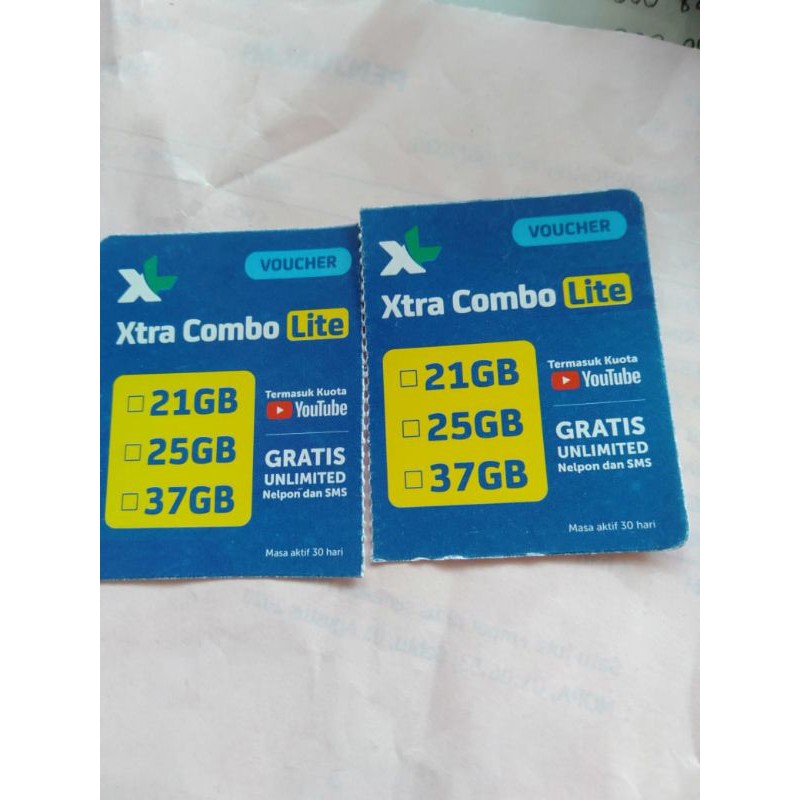 XL
VOUCHER
Xtra Combo Lite
21GB
25GB
37GB
Termasuk Kuota
YouTube
GRATIS
UNLIMITED
Nelpon dan SMS
Masa aktif 30 hari
XL
VOUCHER
Xtra Combo Lite
21GB
25GB
37GB
Termasuk Kuota
YouTube
GRATIS
UNLIMITED
Nelpon dan SMS
Masa aktif 30 hari